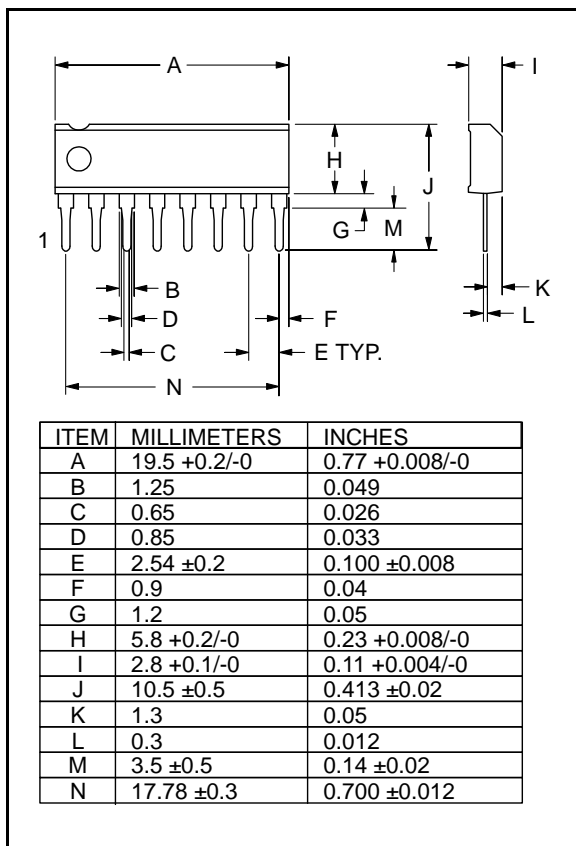 A
I
H
J
G
M
1
B
K
D
F
L
C
E TYP.
N
ITEM MILLIMETERS INCHES
A 19.5 +0.2/-0 0.77 +0.008/-0
B 1.25 0.049
C 0.65 0.026
D 0.85 0.033
E 2.54 ±0.2 0.100 ±0.008
F 0.9 0.04
G 1.2 0.05
H 5.8 +0.2/-0 0.23 +0.008/-0
I 2.8 +0.1/-0 0.11 +0.004/-0
J 10.5 ±0.5 0.413 ±0.02
K 1.3 0.05
L 0.3 0.012
M 3.5 ±0.5 0.14 ±0.02
N 17.78 ±0.3 0.700 ±0.012